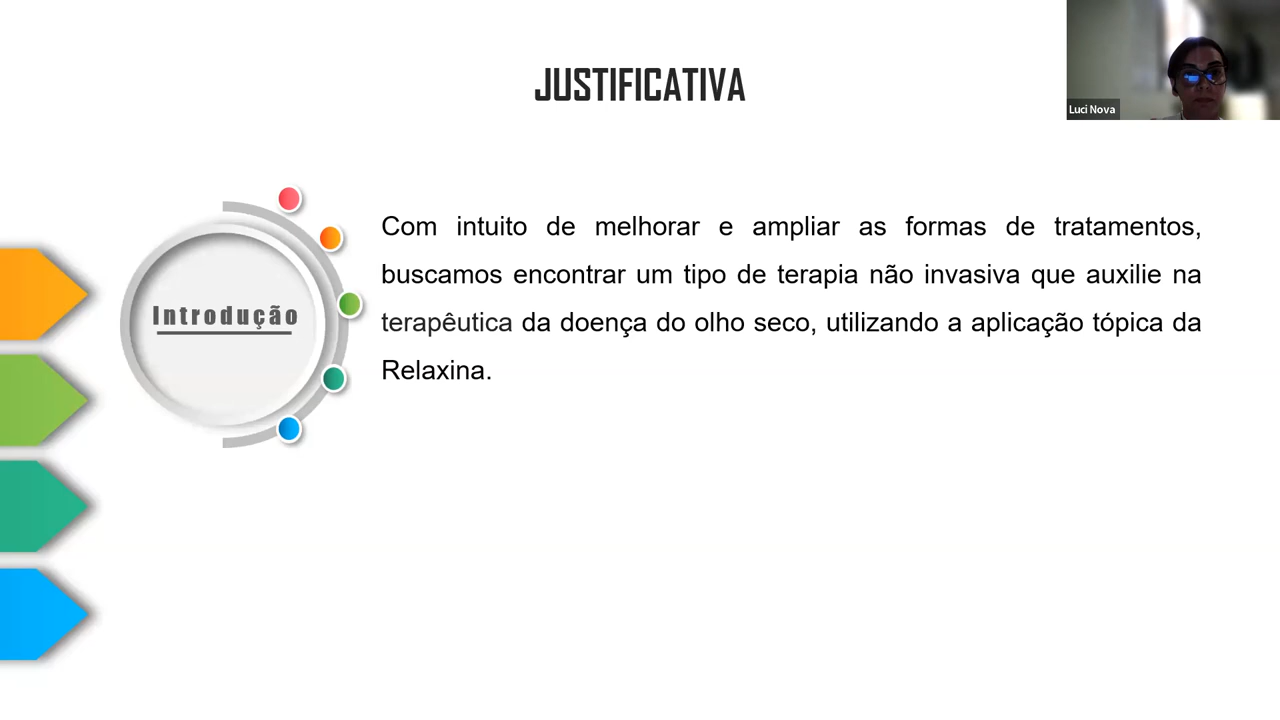 JUSTIFICATIVA
Luci Nova
Introdução
Com intuito de melhorar e ampliar as formas de tratamentos,
buscamos encontrar um tipo de terapia não invasiva que auxilie na
terapêutica da doença do olho seco, utilizando a aplicação tópica da
Relaxina.